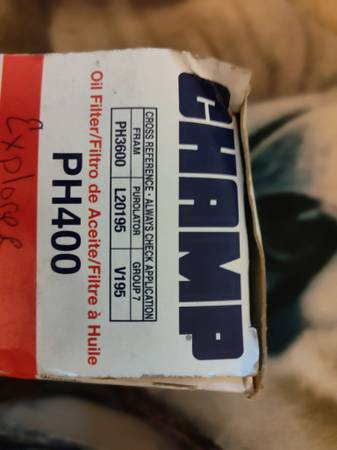 CHAMP®
CROSS REFERENCE • ALWAYS CHECK APPLICATION
FRAM PUROLATOR GROUP 7
PH3600 L20195 V195
Oil Filter/Filtro de Aceite/Filtre à Huile
PH400
Explorer